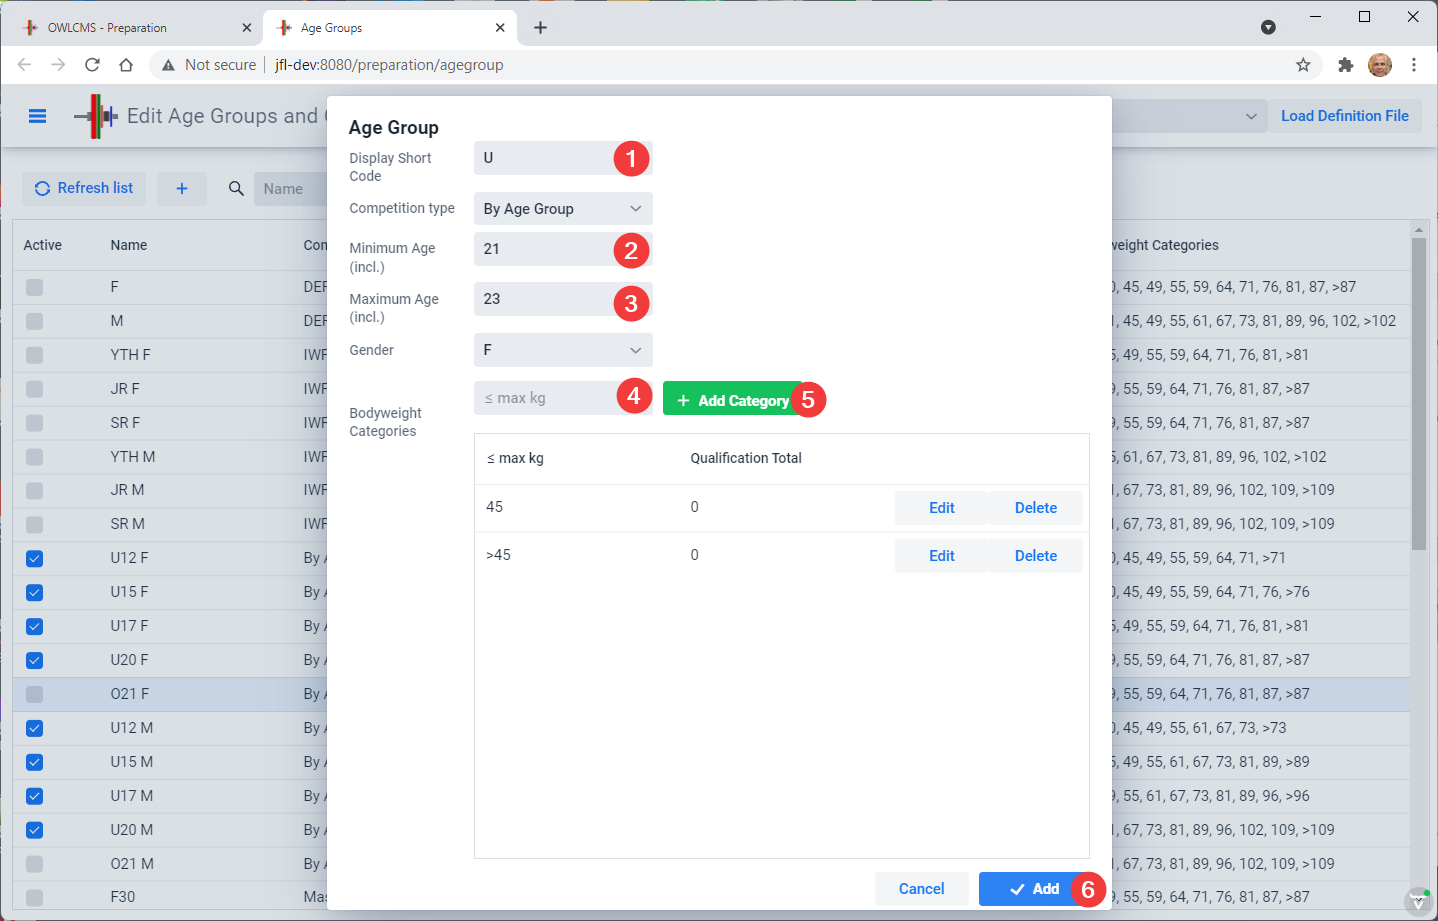 OWLCMS - Preparation
Age Groups
Not secure
jfl-dev:8080/preparation/agegroup
Edit Age Groups and
Load Definition File
Refresh list
+
Name
Active
Name
weight Categories
F
45, 49, 55, 59, 64, 71, 76, 81, 87, >87
M
45, 49, 55, 61, 67, 73, 81, 89, 96, 102, >102
YTH F
IWF
49, 55, 59, 64, 71, 76, 81, >81
JR F
IWF
55, 59, 64, 71, 76, 81, 87, >87
SR F
IWF
55, 59, 64, 71, 76, 81, 87, >87
YTH M
IWF
61, 67, 73, 81, 89, 96, 102, >102
JR M
IWF
67, 73, 81, 89, 96, 102, 109, >109
SR M
IWF
67, 73, 81, 89, 96, 102, 109, >109
U12 F
By
45, 49, 55, 59, 64, 71, >71
U15 F
By
45, 49, 55, 59, 64, 71, 76, >76
U17 F
By
49, 55, 59, 64, 71, 76, 81, >81
U20 F
By
55, 59, 64, 71, 76, 81, 87, >87
O21 F
By
55, 59, 64, 71, 76, 81, 87, >87
U12 M
By
45, 49, 55, 61, 67, 73, >73
U15 M
By
49, 55, 61, 67, 73, 81, 89, >89
U17 M
By
55, 61, 67, 73, 81, 89, 96, >96
U20 M
By
67, 73, 81, 89, 96, 102, 109, >109
O21 M
By
67, 73, 81, 89, 96, 102, 109, >109
F30
55, 59, 64, 71, 76, 81, 87, >87
Age Group
Display Short
Code
U
1
Competition type
By Age Group
Minimum Age
(incl.)
21
2
Maximum Age
(incl.)
23
3
Gender
F
Bodyweight
Categories
≤ max kg
4
+ Add Category
5
≤ max kg
Qualification Total
45
0
Edit
Delete
>45
0
Edit
Delete
Cancel
Add
6